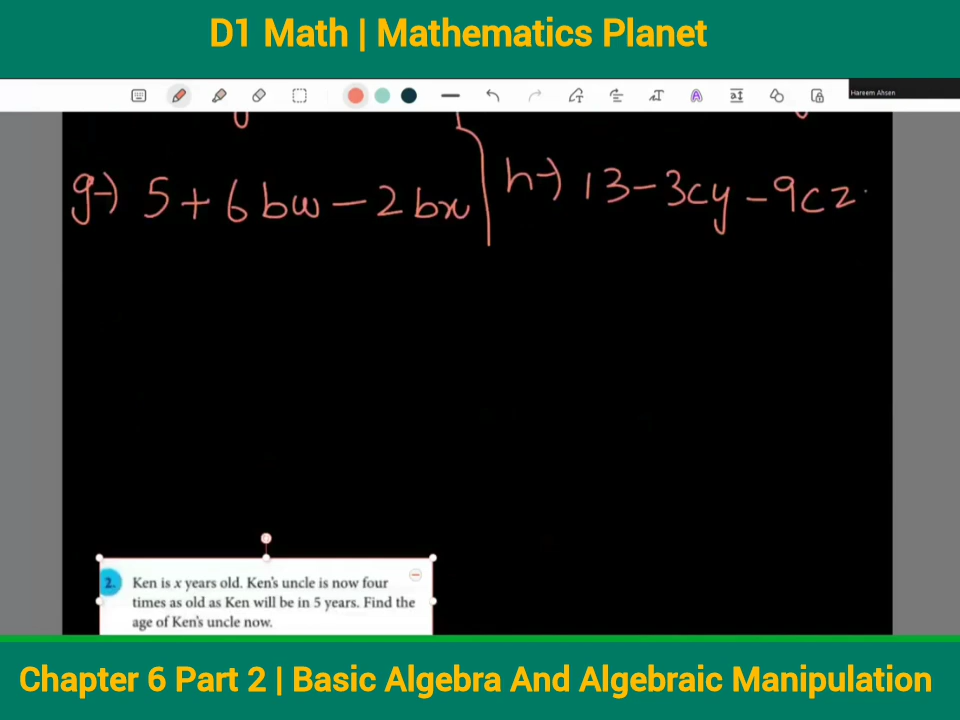 D1 Math | Mathematics Planet
Hareem Ahsen
g→) 5 + 6bw - 2bx
h→) 13 - 3cy - 9cz
2. Ken is x years old. Ken's uncle is now four
times as old as Ken will be in 5 years. Find the
age of Ken's uncle now.
Chapter 6 Part 2 | Basic Algebra And Algebraic Manipulation